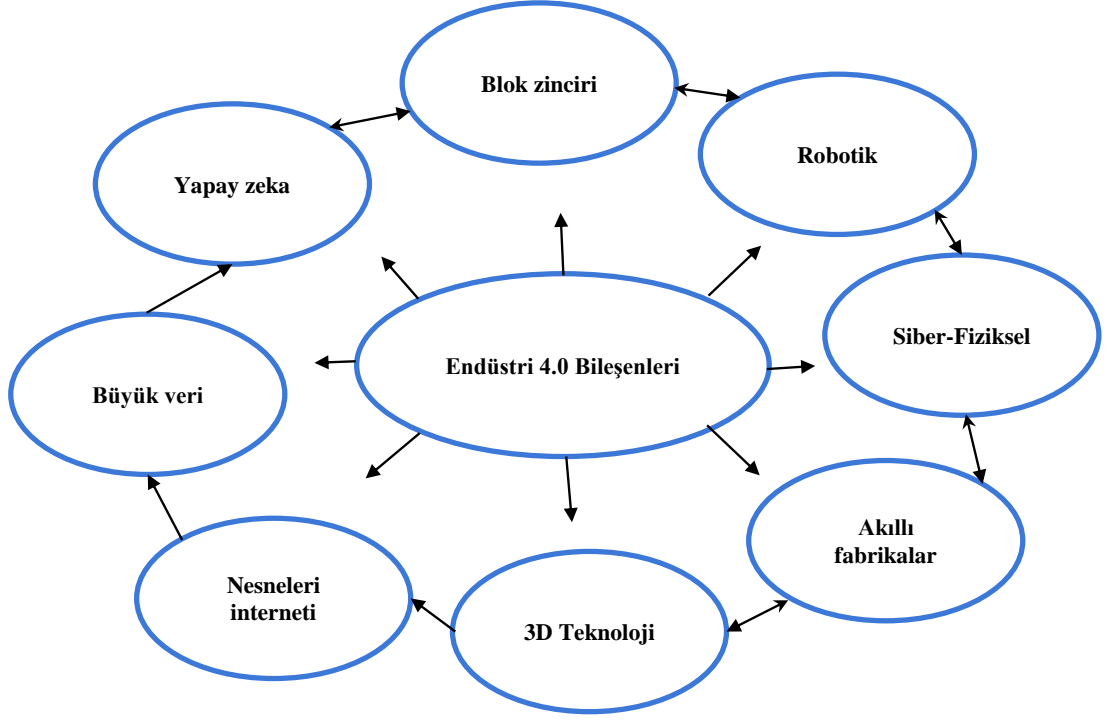 Blok zinciri
Robotik
Yapay zeka
Siber-Fiziksel
Endüstri 4.0 Bileşenleri
Büyük veri
Akıllı
fabrikalar
Nesneleri
interneti
3D Teknoloji